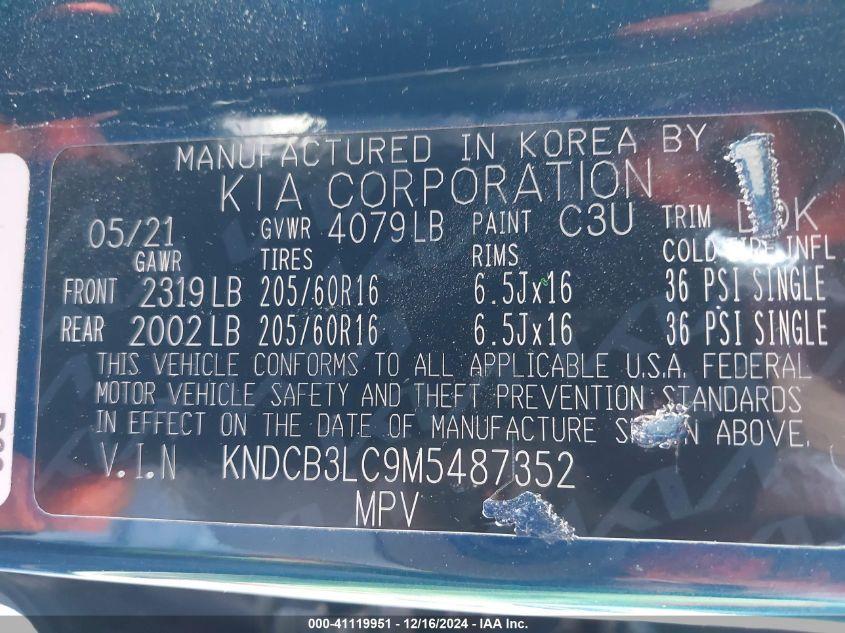 MANUFACTURED IN KOREA BY
KIA CORPORATION
05/21 GVWR 4079LB PAINT C3U TRIM
GAWR TIRES RIMS COLD TIRE INFL
FRONT 2319LB 205/60R16 6.5Jx16 36 PSI SINGLE
REAR 2002LB 205/60R16 6.5Jx16 36 PSI SINGLE
THIS VEHICLE CONFORMS TO ALL APPLICABLE U.S.A. FEDERAL
MOTOR VEHICLE SAFETY AND THEFT PREVENTION STANDARDS
IN EFFECT ON THE DATE OF MANUFACTURE SHOWN ABOVE.
V.I.N KNDCB3LC9M5487352
MPV
000-41119951 - 12/16/2024 - IAA Inc.